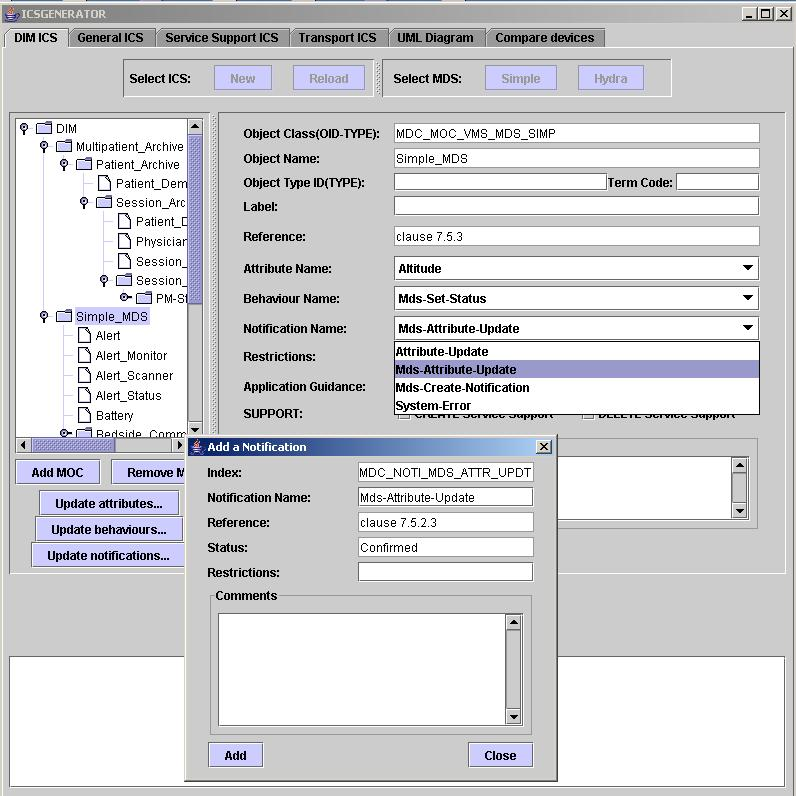 ICSGENERATOR
DIM ICS General ICS Service Support ICS Transport ICS UML Diagram Compare devices
Select ICS: New Reload Select MDS: Simple Hydra
DIM
Multipatient_Archive
Patient_Archive
Patient_Dem
Session_Arc
Patient_D
Physician
Session_
Session_
PM-St
Simple_MDS
Alert
Alert_Monitor
Alert_Scanner
Alert_Status
Battery
Bedside_Comm
Add MOC Remove M
Update attributes...
Update behaviours...
Update notifications...
Object Class(OID-TYPE): MDC_MOC_VMS_MDS_SIMP
Object Name: Simple_MDS
Object Type ID(TYPE): Term Code:
Label:
Reference: clause 7.5.3
Attribute Name: Altitude
Behaviour Name: Mds-Set-Status
Notification Name: Mds-Attribute-Update
Attribute-Update
Restrictions:
Mds-Attribute-Update
Application Guidance: Mds-Create-Notification
System-Error
SUPPORT: CREATE Service Support DELETE Service Support
Add a Notification
Index: MDC_NOTI_MDS_ATTR_UPDT
Notification Name: Mds-Attribute-Update
Reference: clause 7.5.2.3
Status: Confirmed
Restrictions:
Comments
Add Close